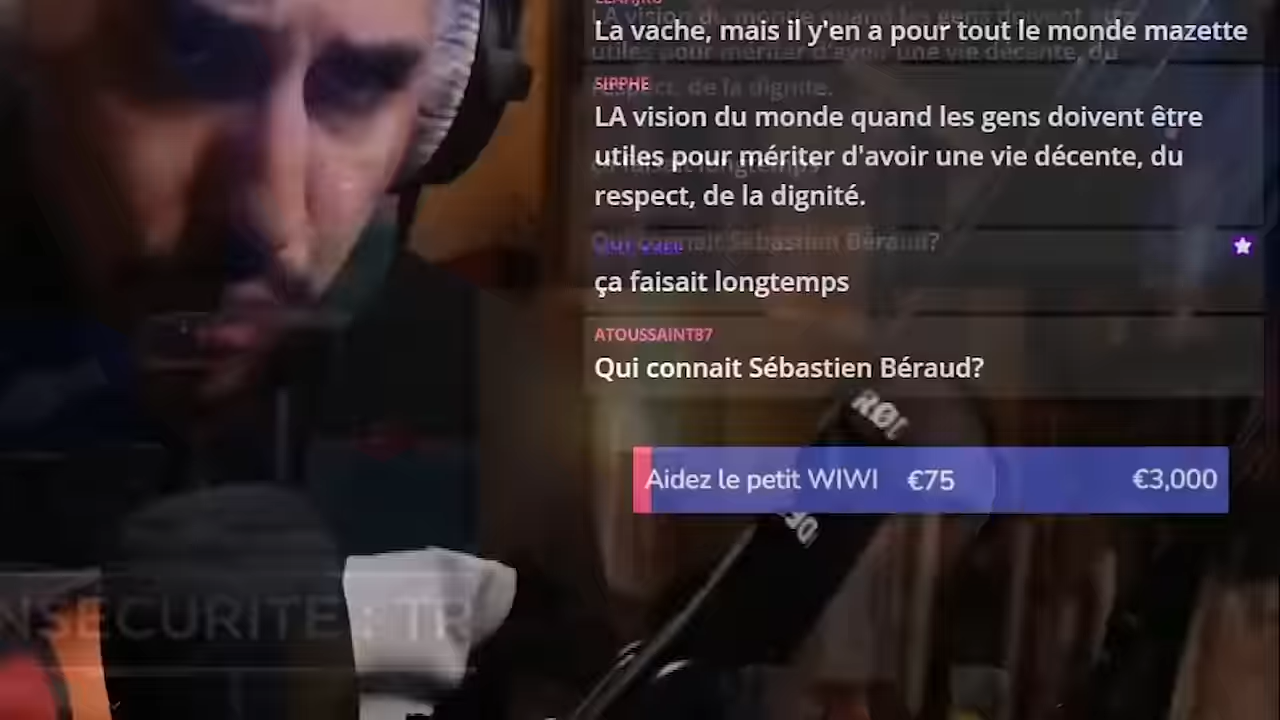 La vache, mais il y'en a pour tout le monde mazette
SIPPHE
LA vision du monde quand les gens doivent être
utiles pour mériter d'avoir une vie décente, du
respect, de la dignité.
ça faisait longtemps
ATOUSSAINT87
Qui connait Sébastien Béraud?
Aidez le petit WIWI €75 €3,000
NSÉCURITÉ : TR